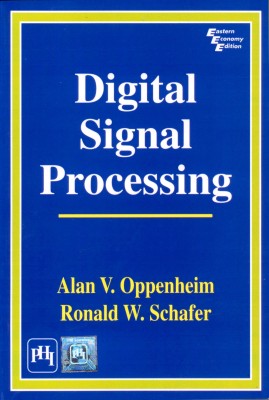 Eastern
Economy
Edition
Digital
Signal
Processing
Alan V. Oppenheim
Ronald W. Schafer
PHI